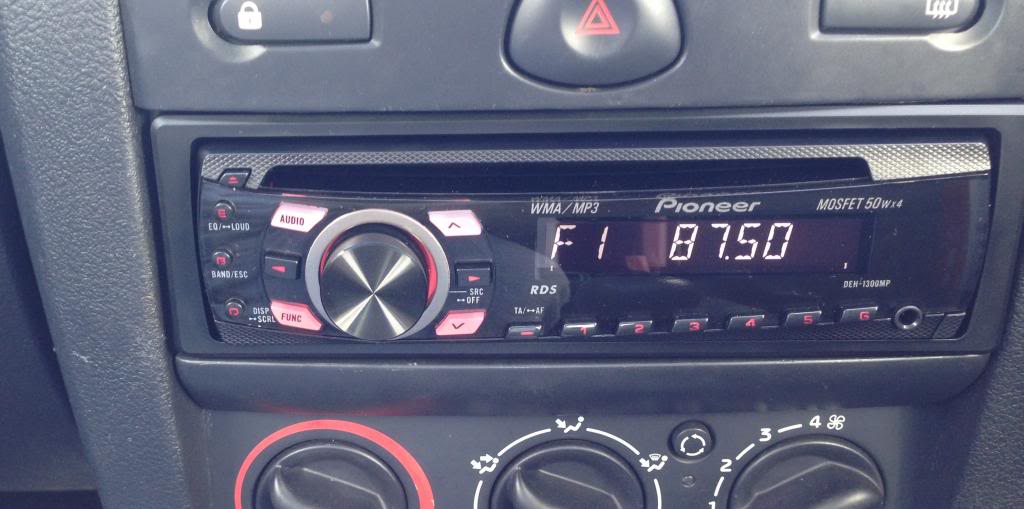 WMA/MP3
Pioneer
MOSFET 50Wx4
AUDIO
EQ/↔LOUD
F1 87.50
BAND/ESC
SRC
↔OFF
DEH-1300MP
RDS
DISP
↔SCRL
FUNC
TA/↔AF
1 2 3 4 5 6
1 2 3 4